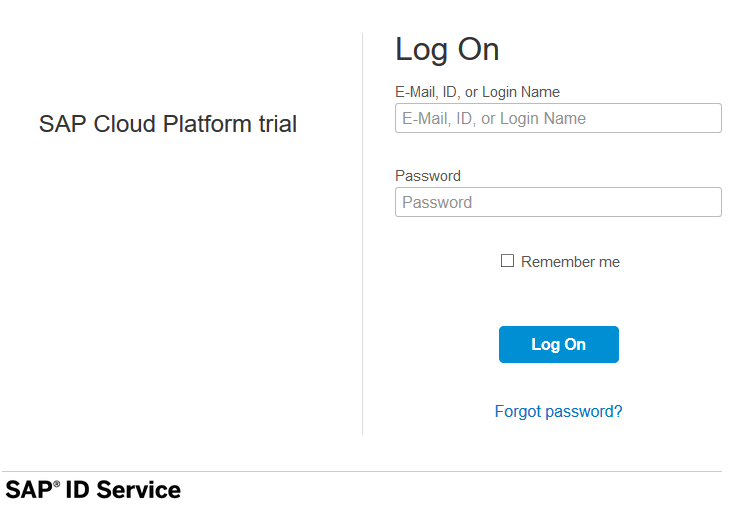 SAP Cloud Platform trial
Log On
E-Mail, ID, or Login Name
E-Mail, ID, or Login Name
Password
Password
Remember me
Log On
Forgot password?
SAP® ID Service